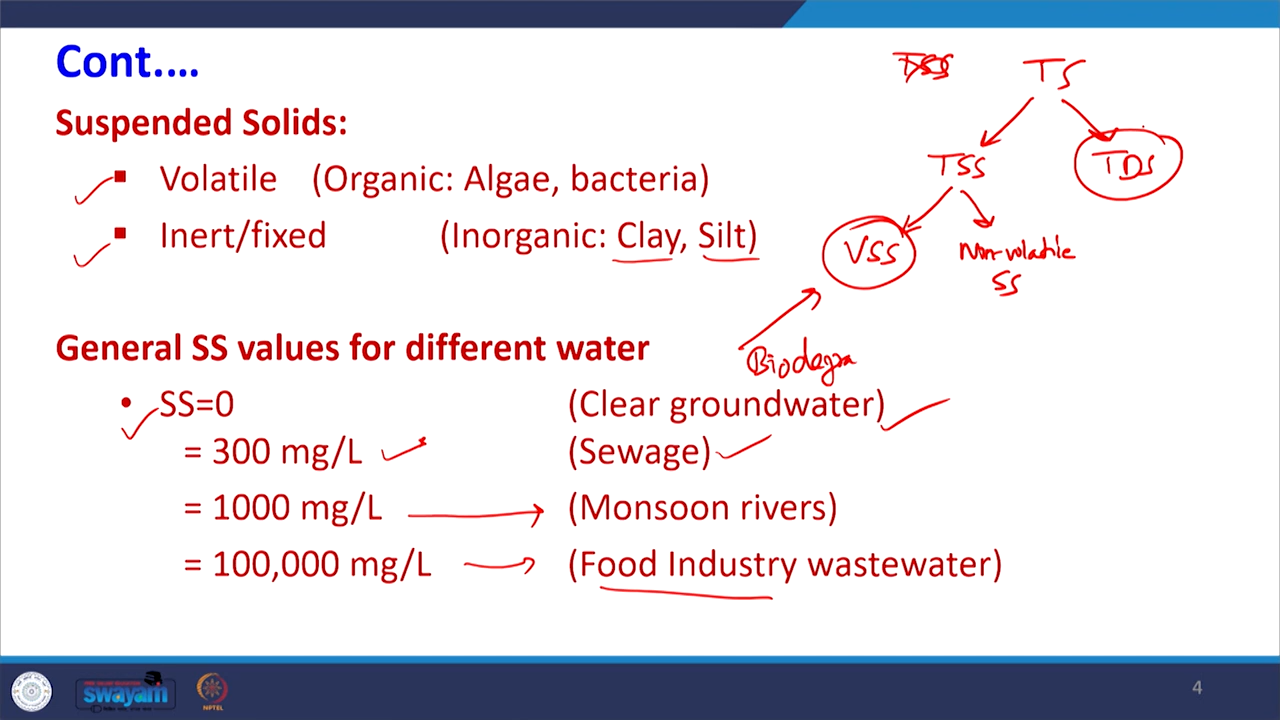 Cont.…
Suspended Solids:
▪ Volatile (Organic: Algae, bacteria)
▪ Inert/fixed (Inorganic: Clay, Silt)
General SS values for different water
• SS=0 (Clear groundwater)
= 300 mg/L (Sewage)
= 1000 mg/L (Monsoon rivers)
= 100,000 mg/L (Food Industry wastewater)
TS
TSS TDS
VSS Non-volatile
SS
Biodegra
swayam
NPTEL
4